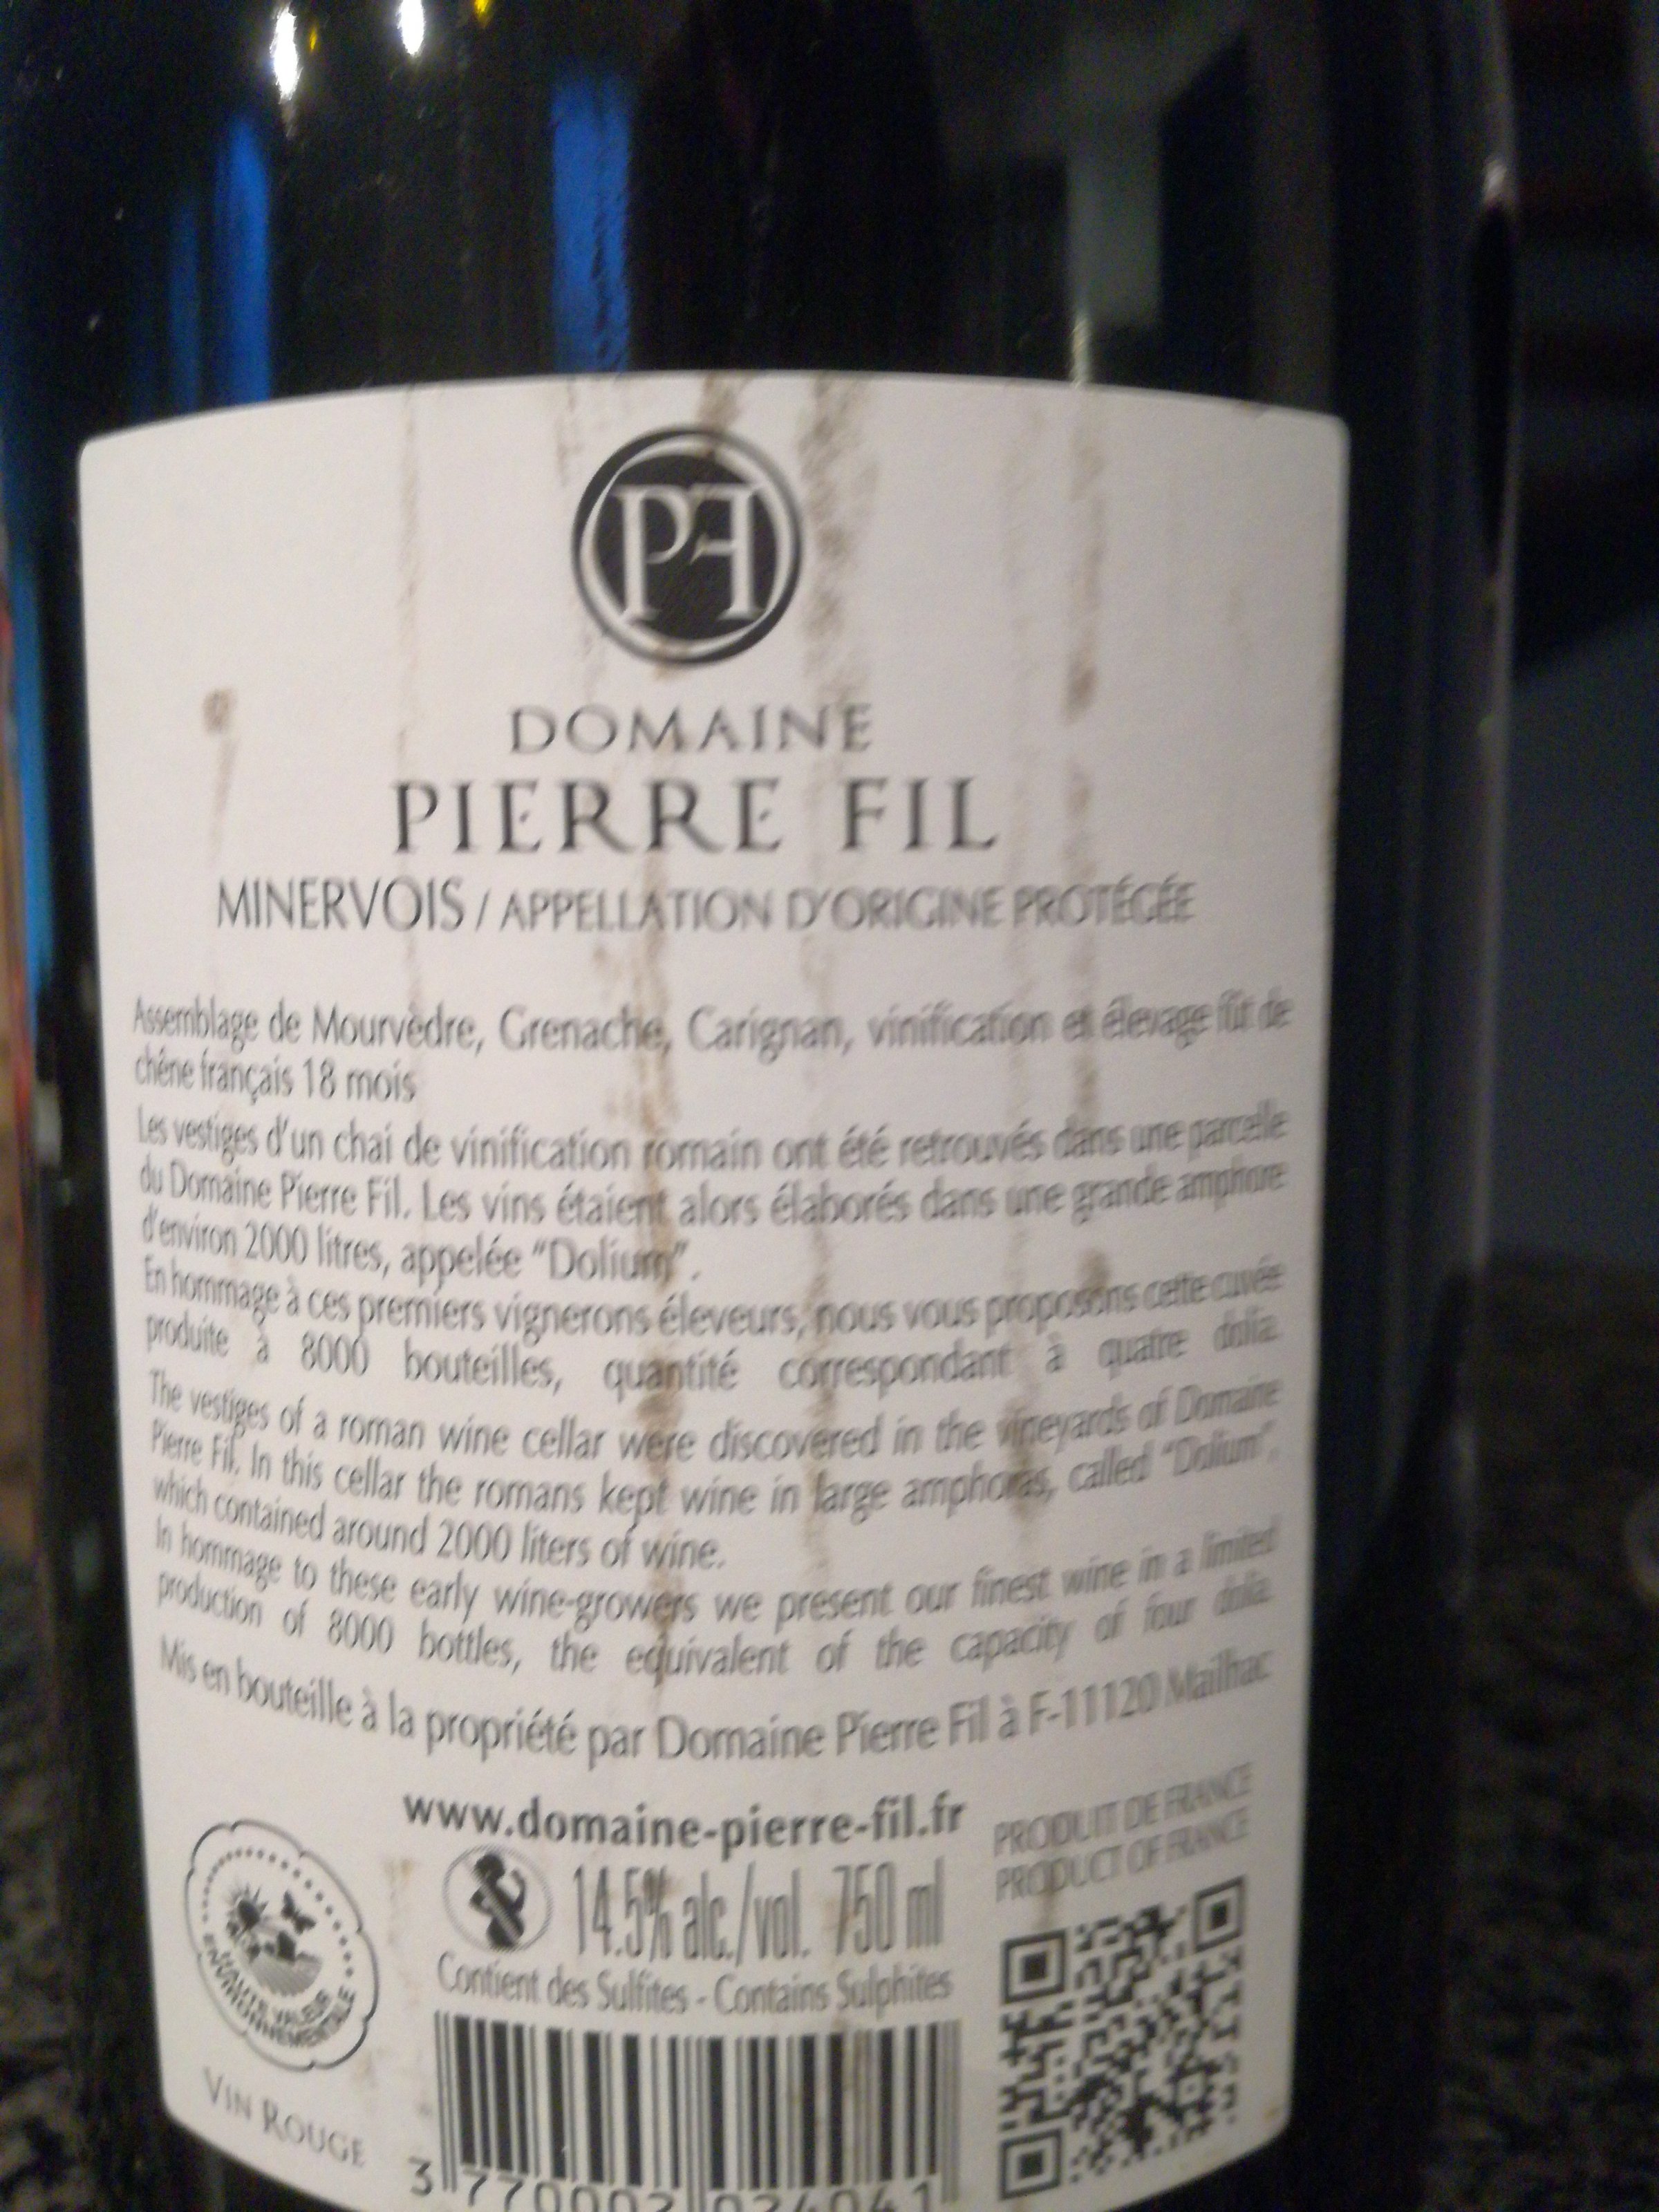 PF
DOMAINE
PIERRE FIL
MINERVOIS / APPELLATION D'ORIGINE PROTÉGÉE
Assemblage de Mourvèdre, Grenache, Carignan, vinification et élevage fût de
chêne français 18 mois
Les vestiges d'un chai de vinification romain ont été retrouvés dans une parcelle
du Domaine Pierre Fil. Les vins étaient alors élaborés dans une grande amphore
d'environ 2000 litres, appelée "Dolium".
En hommage à ces premiers vignerons éleveurs, nous vous proposons cette cuvée
produite à 8000 bouteilles, quantité correspondant à quatre dolia.
The vestiges of a roman wine cellar were discovered in the vineyards of Domaine
Pierre Fil. In this cellar the romans kept wine in large amphoras, called "Dolium",
which contained around 2000 liters of wine.
In hommage to these early wine-growers we present our finest wine in a limited
production of 8000 bottles, the equivalent of the capacity of four dolia.
Mis en bouteille à la propriété par Domaine Pierre Fil à F-11120 Mailhac
www.domaine-pierre-fil.fr
PRODUIT DE FRANCE
PRODUCT OF FRANCE
14.5% alc./vol. 750 ml
Contient des Sulfites - Contains Sulphites
HAUTE VALEUR
ENVIRONNEMENTALE
VIN ROUGE
3 770002 024041